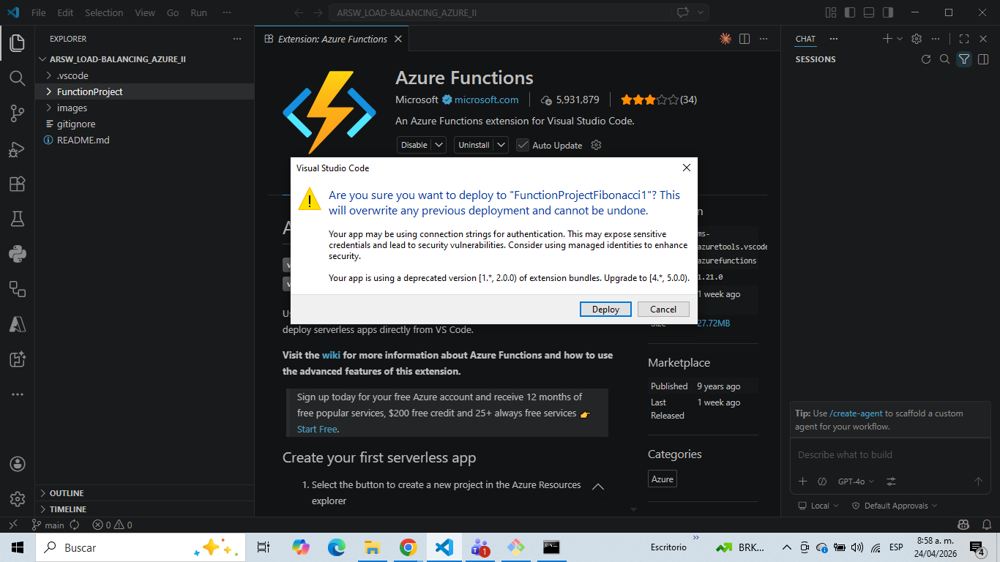 File Edit Selection View Go Run ···
ARSW_LOAD-BALANCING_AZURE_II
EXPLORER
ARSW_LOAD-BALANCING_AZURE_II
.vscode
FunctionProject
images
gitignore
README.md
OUTLINE
TIMELINE
Extension: Azure Functions
Azure Functions
Microsoft microsoft.com 5,931,879 (34)
An Azure Functions extension for Visual Studio Code.
Disable Uninstall Auto Update
Visual Studio Code
Are you sure you want to deploy to "FunctionProjectFibonacci1"? This
will overwrite any previous deployment and cannot be undone.
Your app may be using connection strings for authentication. This may expose sensitive
credentials and lead to security vulnerabilities. Consider using managed identities to enhance
security.
Your app is using a deprecated version [1.*, 2.0.0) of extension bundles. Upgrade to [4.*, 5.0.0).
Deploy Cancel
ms-
azuretools.vscode
azurefunctions
1.21.0
1 week ago
Size 27.72MB
deploy serverless apps directly from VS Code.
Visit the wiki for more information about Azure Functions and how to use
the advanced features of this extension.
Sign up today for your free Azure account and receive 12 months of
free popular services, $200 free credit and 25+ always free services 👉
Start Free.
Create your first serverless app
1. Select the button to create a new project in the Azure Resources
explorer
Marketplace
Published 9 years ago
Last
Released 1 week ago
Categories
Azure
CHAT
SESSIONS
Tip: Use /create-agent to scaffold a custom
agent for your workflow.
Describe what to build
GPT-4o
Local Default Approvals
main 0 0
Buscar
1
Escritorio
»
BRK...
ESP
8:58 a. m.
24/04/2026
4